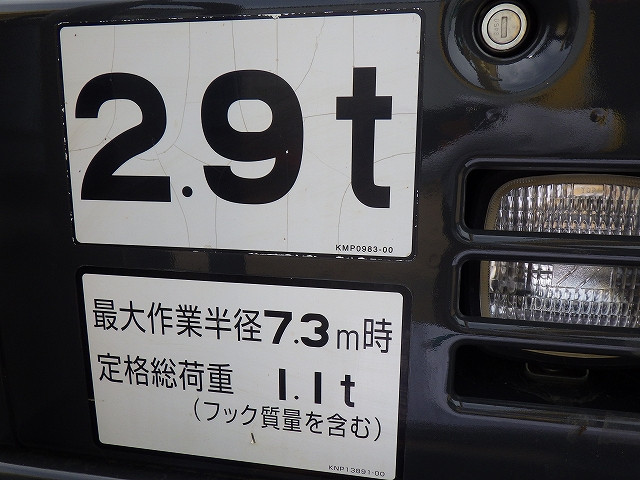 2.9t
KMP0983-00
最大作業半径7.3m時
定格総荷重 1.1t
(フック質量を含む)
KNP13891-00